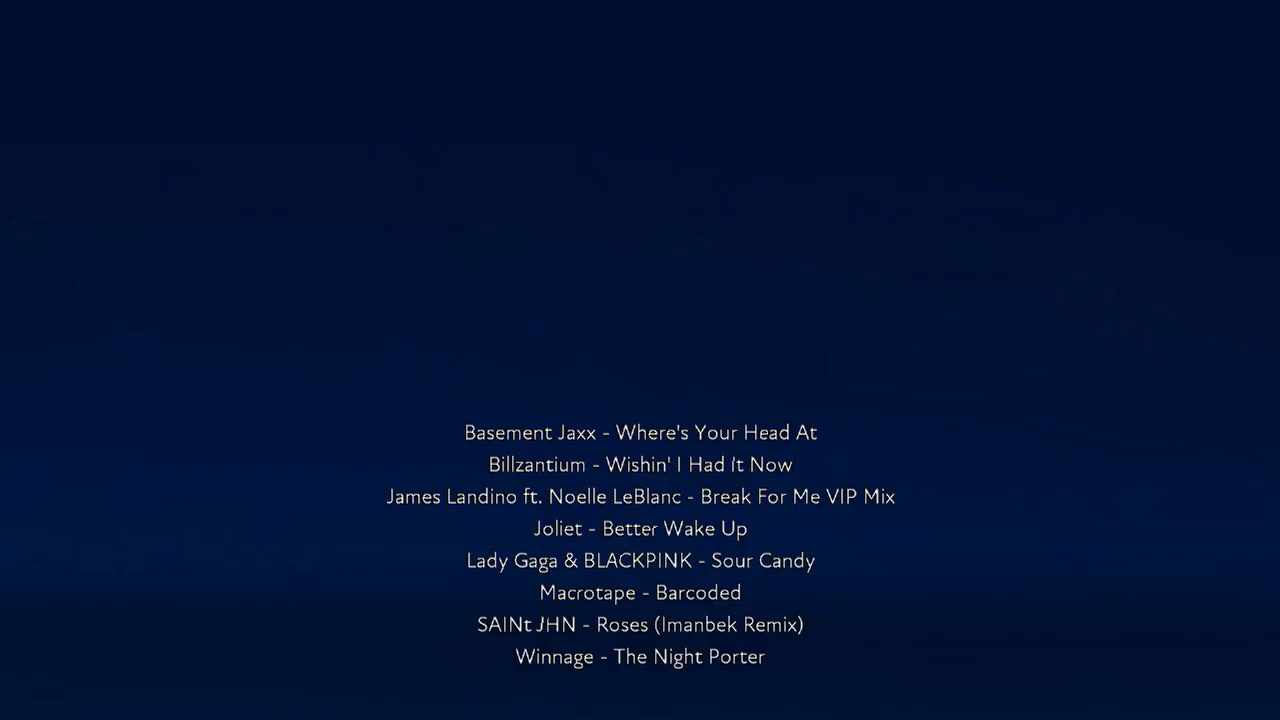 Basement Jaxx - Where's Your Head At
Billzantium - Wishin' I Had it Now
James Landino ft. Noelle LeBlanc - Break For Me VIP Mix
Joliet - Better Wake Up
Lady Gaga & BLACKPINK - Sour Candy
Macrotape - Barcoded
SAINt JHN - Roses (Imanbek Remix)
Winnage - The Night Porter